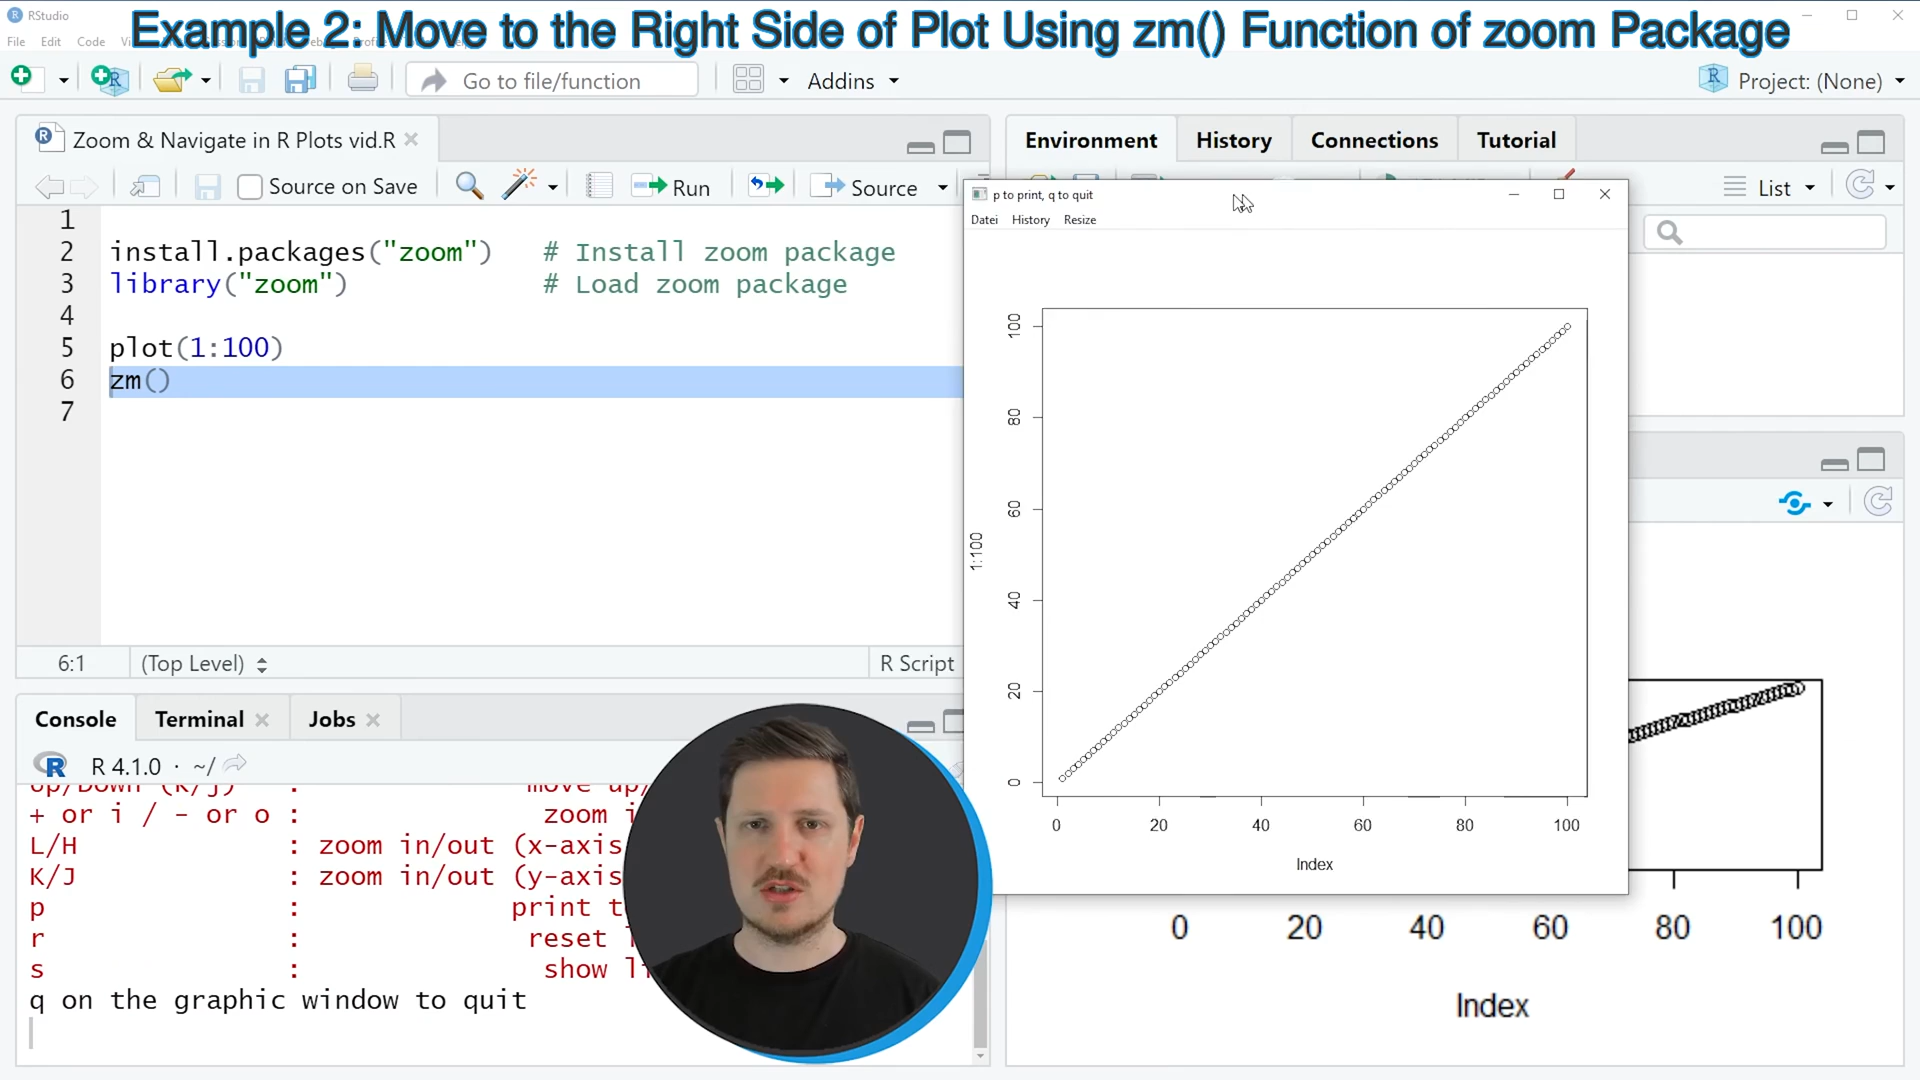 RStudio
Example 2: Move to the Right Side of Plot Using zm() Function of zoom Package
File Edit Code
Go to file/function
Addins
Project: (None)
Zoom & Navigate in R Plots vid.R
Source on Save
Run
Source
1
2 install.packages("zoom") # Install zoom package
3 library("zoom") # Load zoom package
4
5 plot(1:100)
6 zm()
7
6:1 (Top Level) R Script
Console Terminal Jobs
R 4.1.0 · ~/
Up/Down (k/j) : move up/
+ or i / - or o : zoom i
L/H : zoom in/out (x-axis
K/J : zoom in/out (y-axis
p : print t
r : reset
s : show li
q on the graphic window to quit
Environment History Connections Tutorial
List
p to print, q to quit
Datei History Resize
1:100
100
80
60
40
20
0
0 20 40 60 80 100
Index
0 20 40 60 80 100
Index